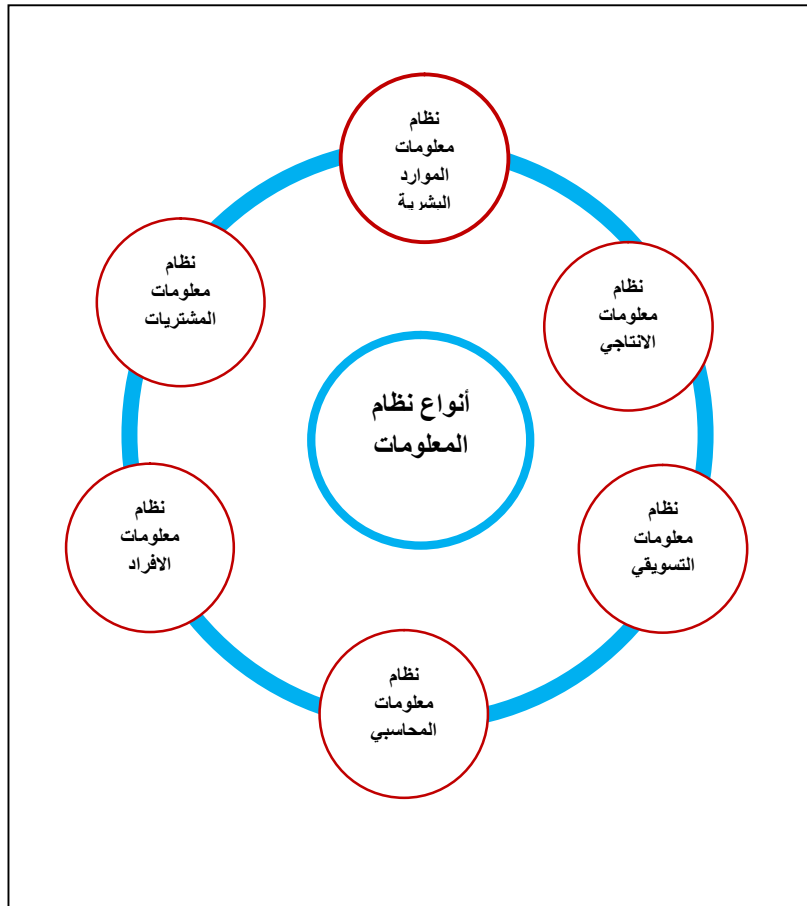 نظام
معلومات
الموارد
البشرية
نظام
معلومات
الانتاجي
نظام
معلومات
التسويقي
نظام
معلومات
المحاسبي
نظام
معلومات
الافراد
نظام
معلومات
المشتريات
أنواع نظام
المعلومات